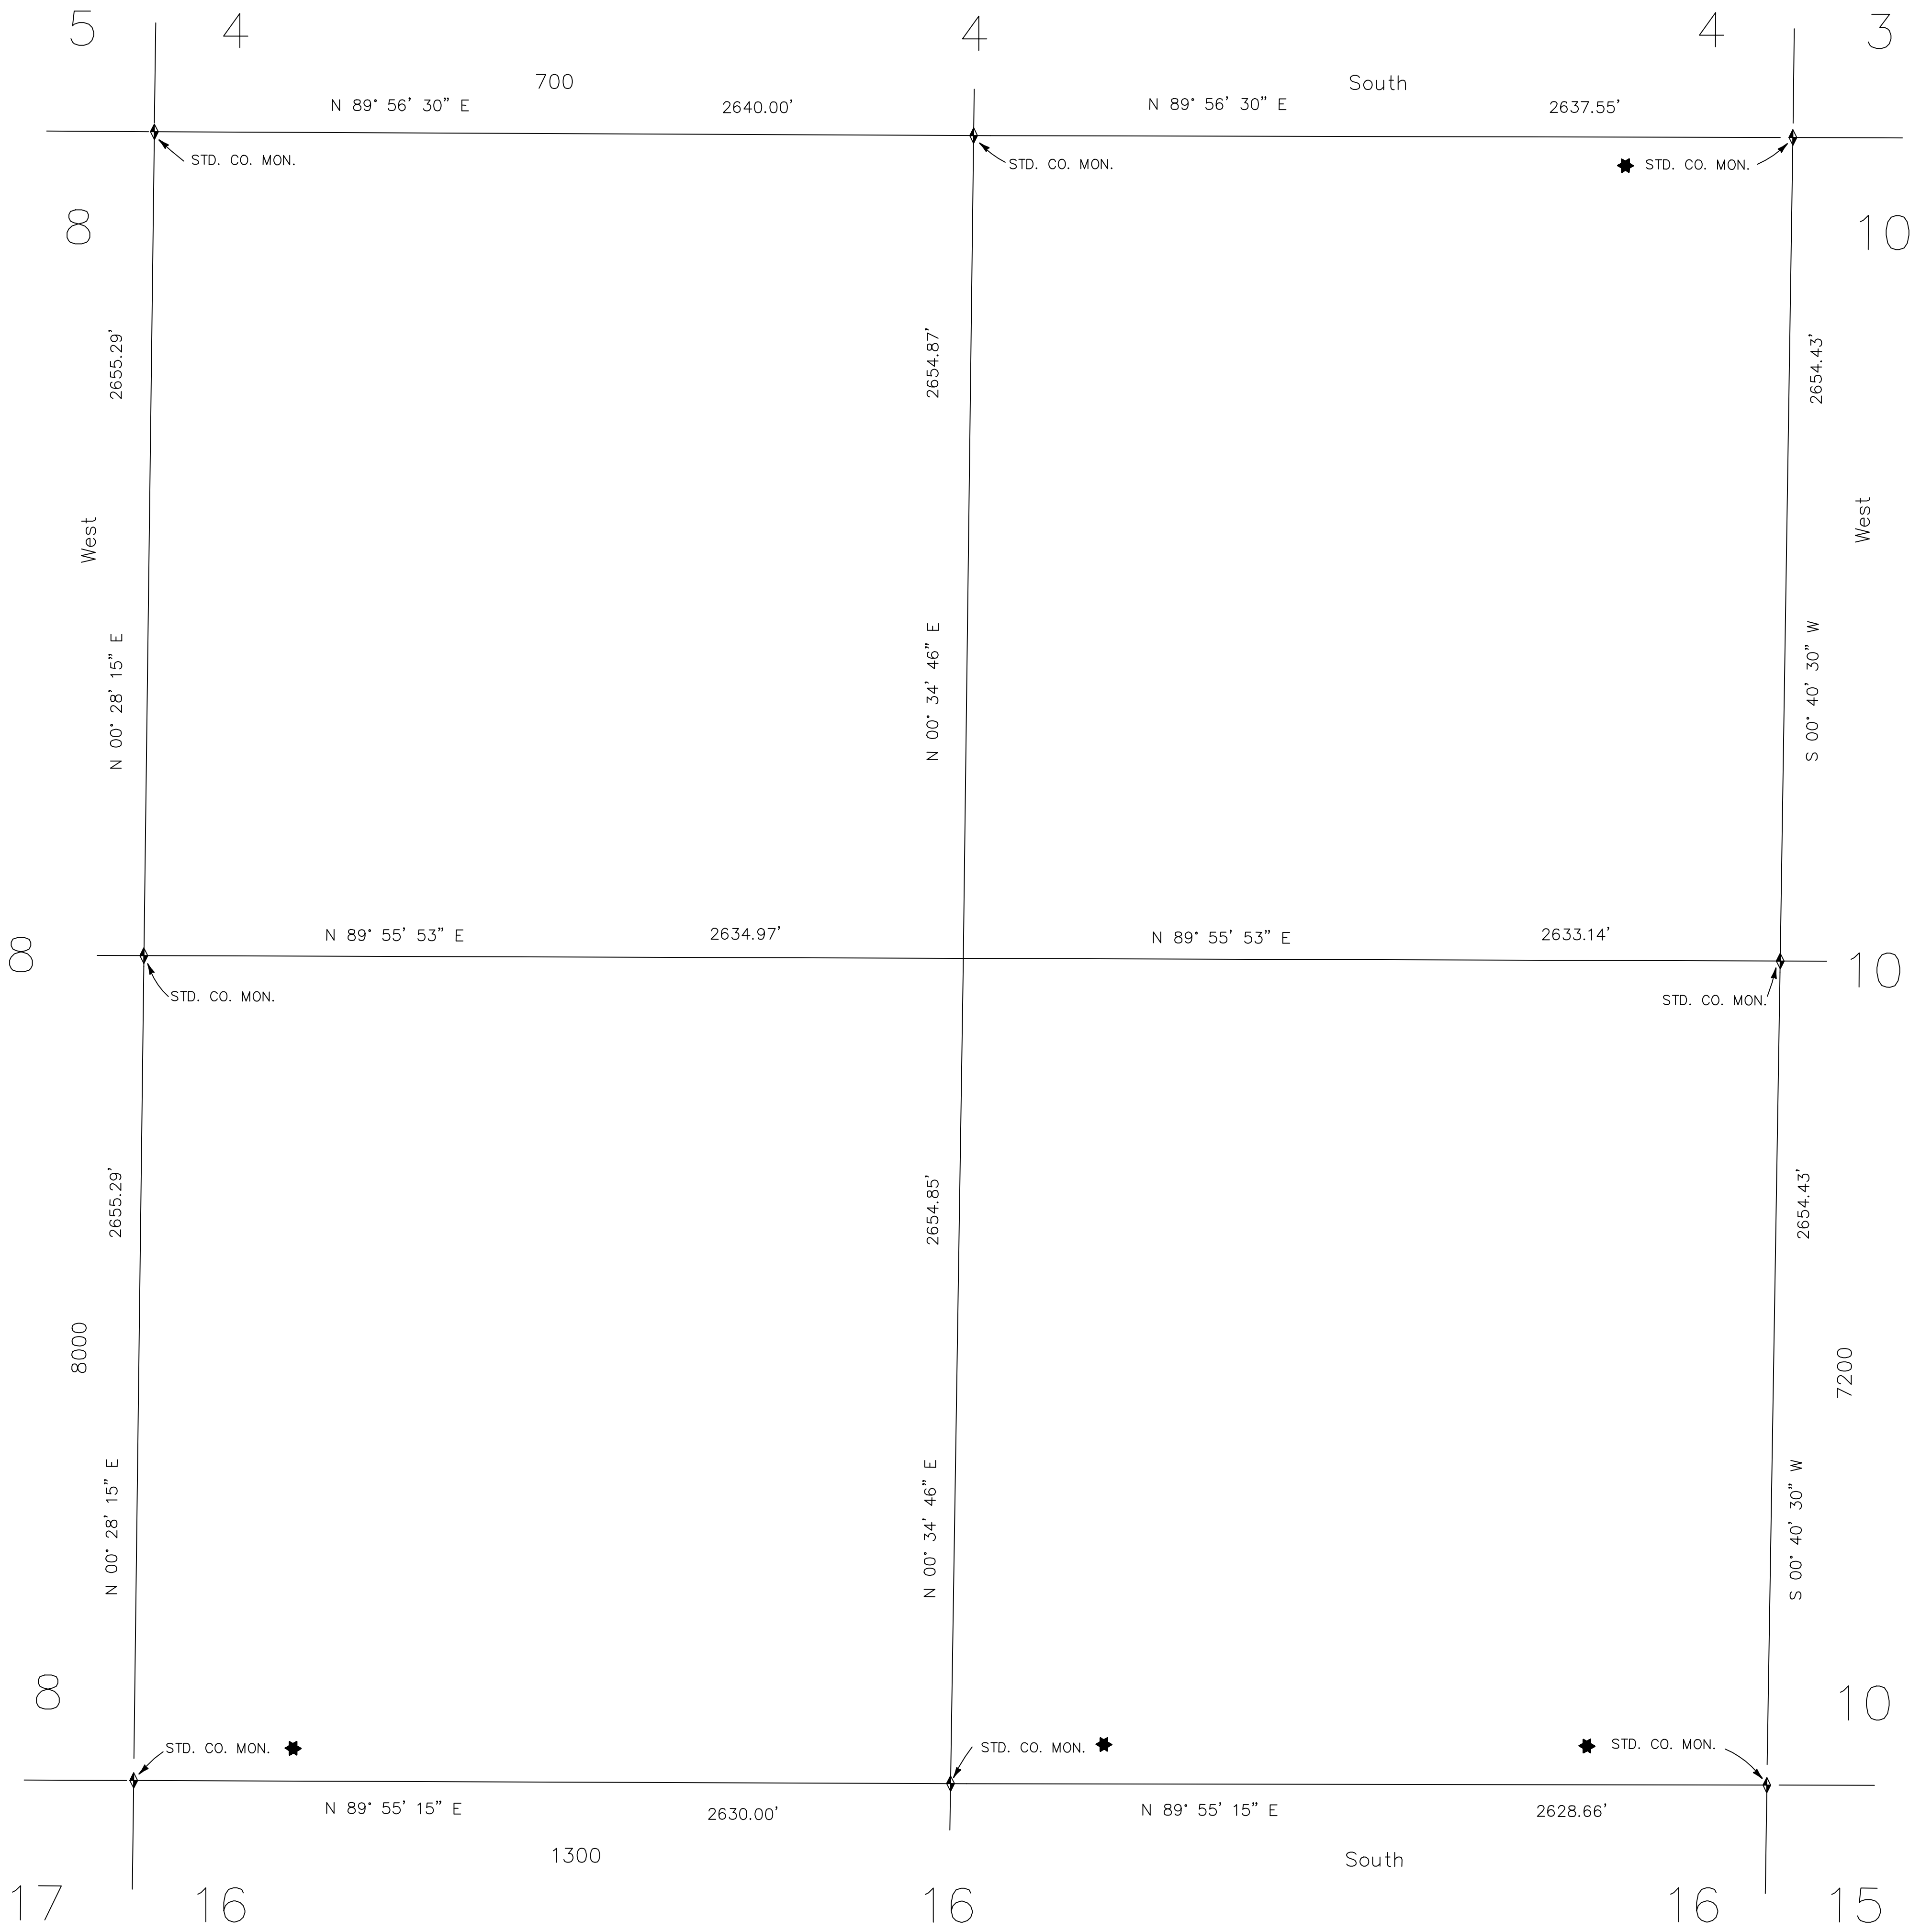 5 4 4 4 3
700 South
N 89° 56' 30" E 2640.00' N 89° 56' 30" E 2637.55'
STD. CO. MON. STD. CO. MON. STD. CO. MON.
8 10
2655.29' 2654.87' 2654.43'
West West
N 00° 28' 15" E N 00° 34' 46" E S 00° 40' 30" W
N 89° 55' 53" E 2634.97' N 89° 55' 53" E 2633.14'
8 10
STD. CO. MON. STD. CO. MON.
2655.29' 2654.85' 2654.43'
8000 7200
N 00° 28' 15" E N 00° 34' 46" E S 00° 40' 30" W
8 10
STD. CO. MON. STD. CO. MON. STD. CO. MON.
N 89° 55' 15" E 2630.00' N 89° 55' 15" E 2628.66'
1300 South
17 16 16 16 15